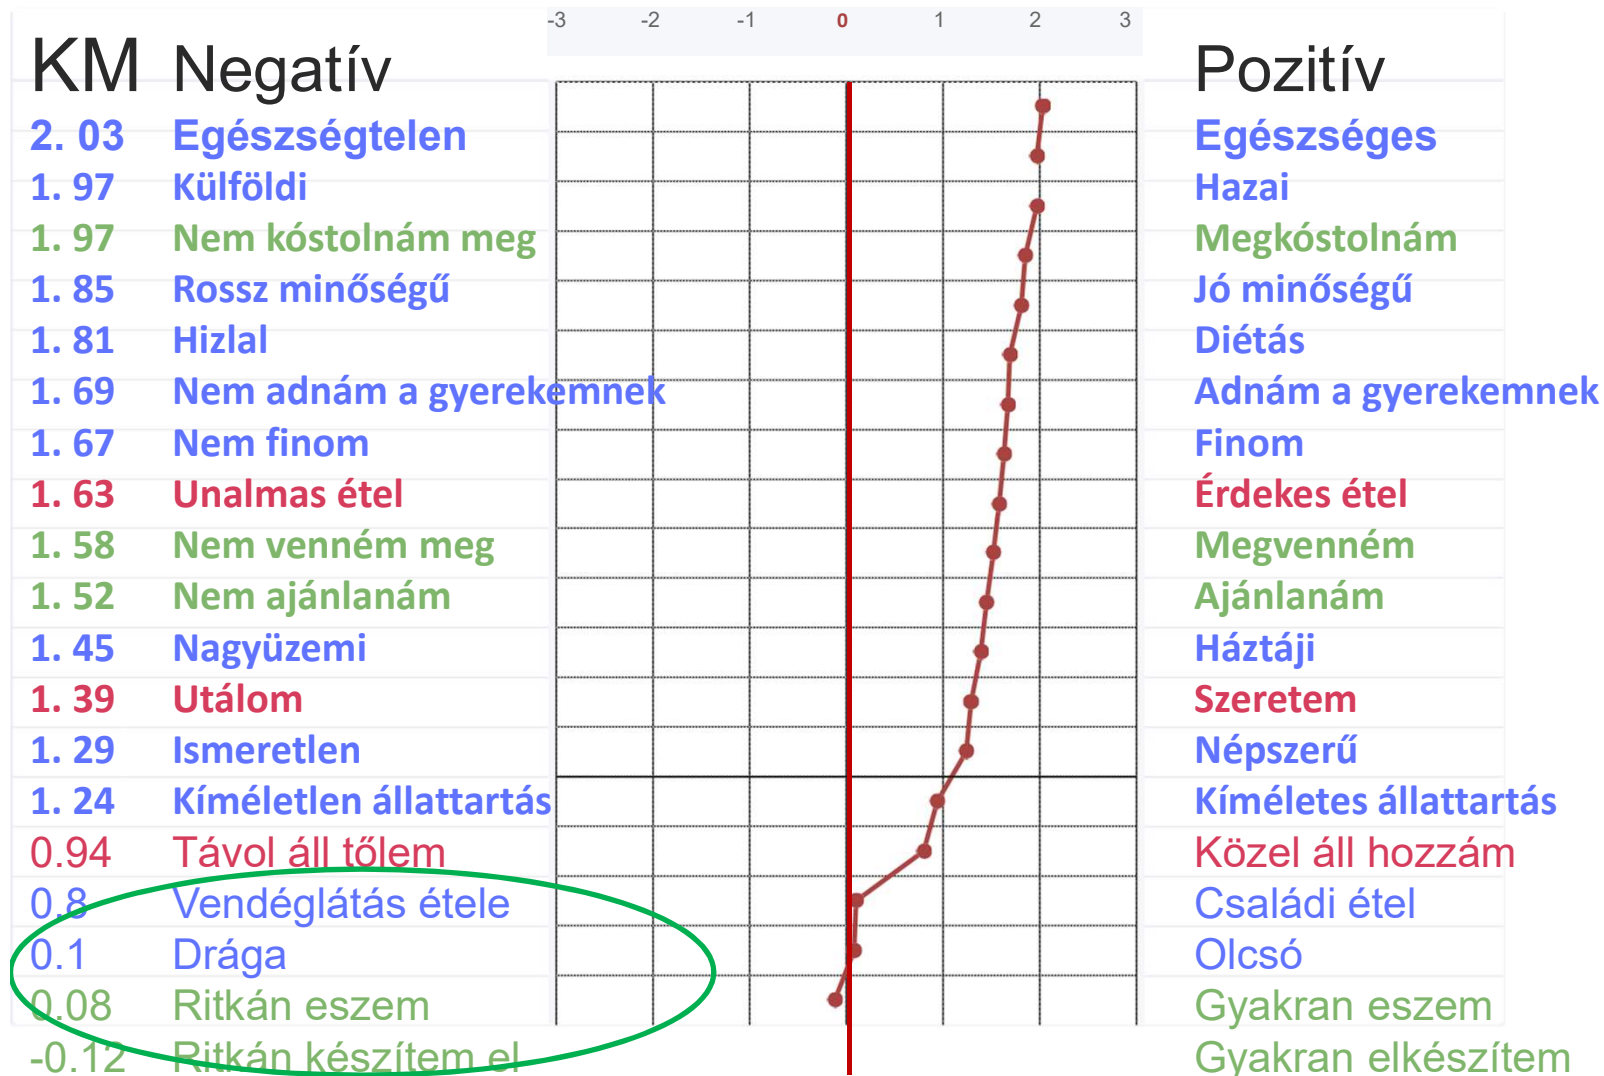 -3 -2 -1 0 1 2 3
KM Negatív Pozitív
2. 03 Egészségtelen Egészséges
1. 97 Külföldi Hazai
1. 97 Nem kóstolnám meg Megkóstolnám
1. 85 Rossz minőségű Jó minőségű
1. 81 Hizlal Diétás
1. 69 Nem adnám a gyerekemnek Adnám a gyerekemnek
1. 67 Nem finom Finom
1. 63 Unalmas étel Érdekes étel
1. 58 Nem venném meg Megvenném
1. 52 Nem ajánlanám Ajánlanám
1. 45 Nagyüzemi Háztáji
1. 39 Utálom Szeretem
1. 29 Ismeretlen Népszerű
1. 24 Kíméletlen állattartás Kíméletes állattartás
0.94 Távol áll tőlem Közel áll hozzám
0.8 Vendéglátás étele Családi étel
0.1 Drága Olcsó
0.08 Ritkán eszem Gyakran eszem
-0.12 Ritkán készítem el Gyakran elkészítem